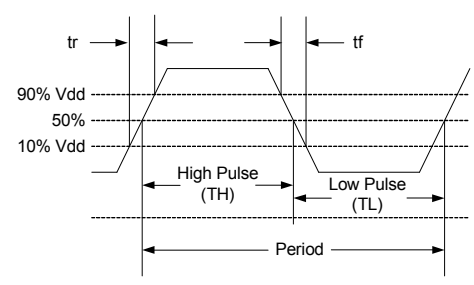 tr
tf
90% Vdd
50%
10% Vdd
High Pulse
(TH)
Low Pulse
(TL)
Period